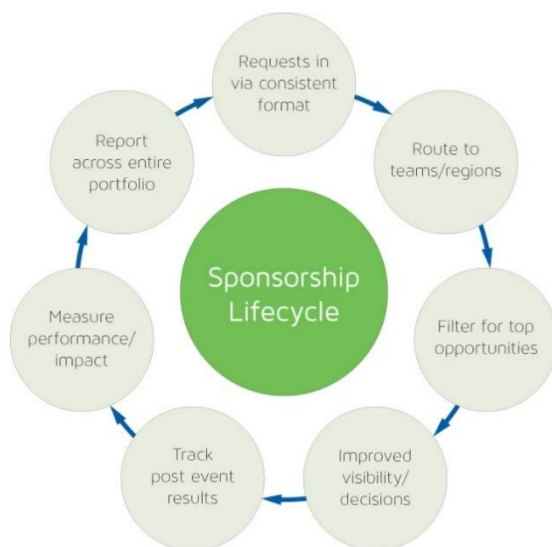 Requests in
via consistent
format
Route to
teams/regions
Filter for top
opportunities
Improved
visibility/
decisions
Track
post event
results
Measure
performance/
impact
Report
across entire
portfolio
Sponsorship
Lifecycle